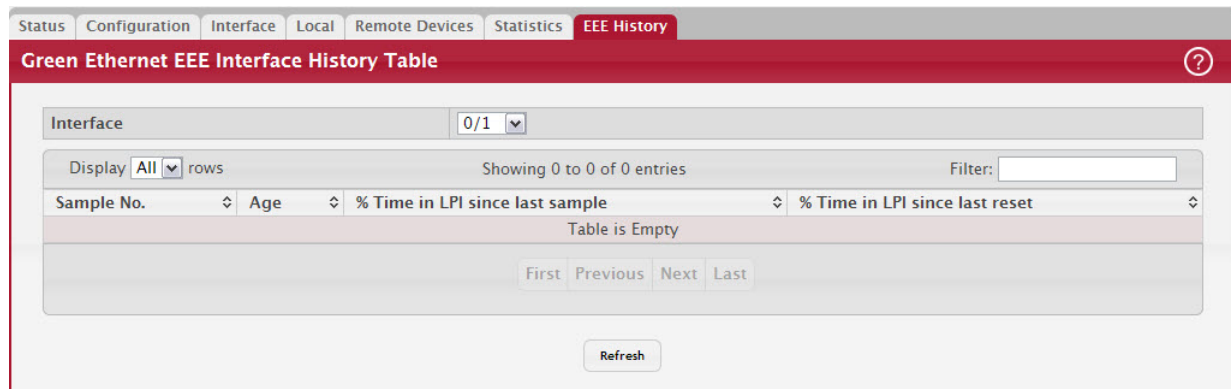 Status Configuration Interface Local Remote Devices Statistics EEE History
Green Ethernet EEE Interface History Table ?
Interface 0/1
Display All rows Showing 0 to 0 of 0 entries Filter:
Sample No. Age % Time in LPI since last sample % Time in LPI since last reset
Table is Empty
First Previous Next Last
Refresh